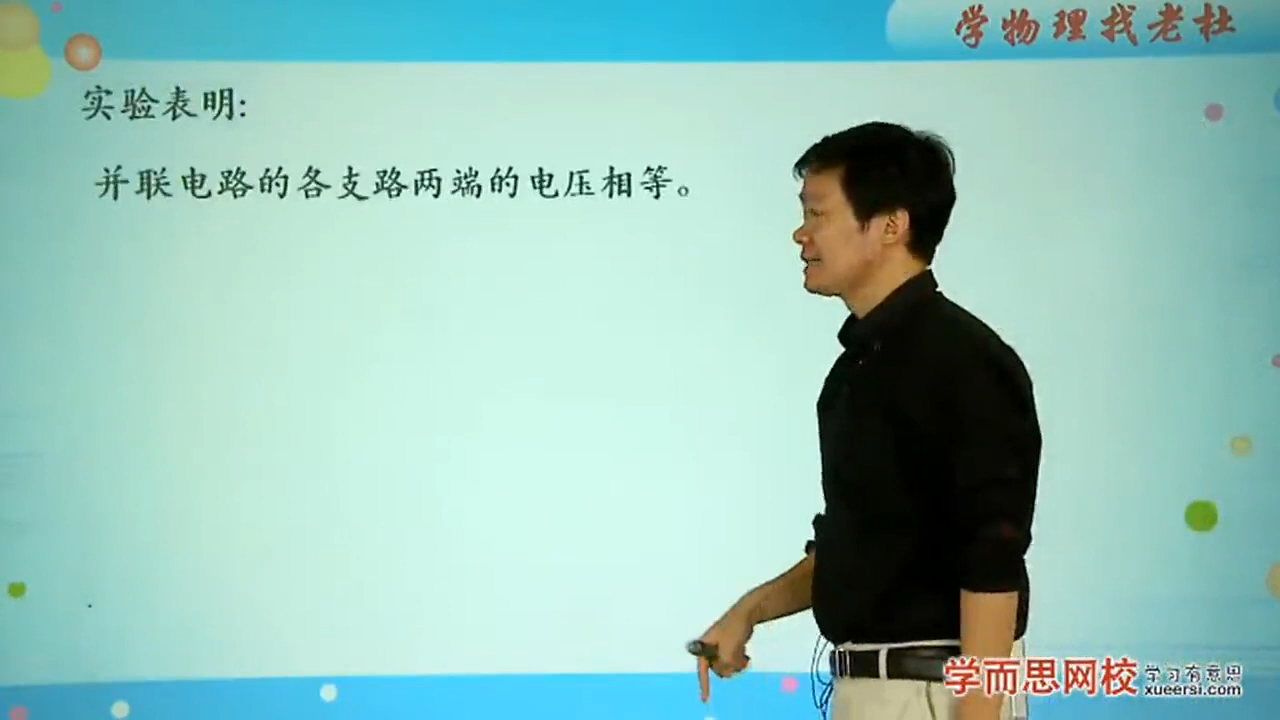 学物理找老杜
实验表明:
并联电路的各支路两端的电压相等。
学而思网校
学习有意思
xueersi.com